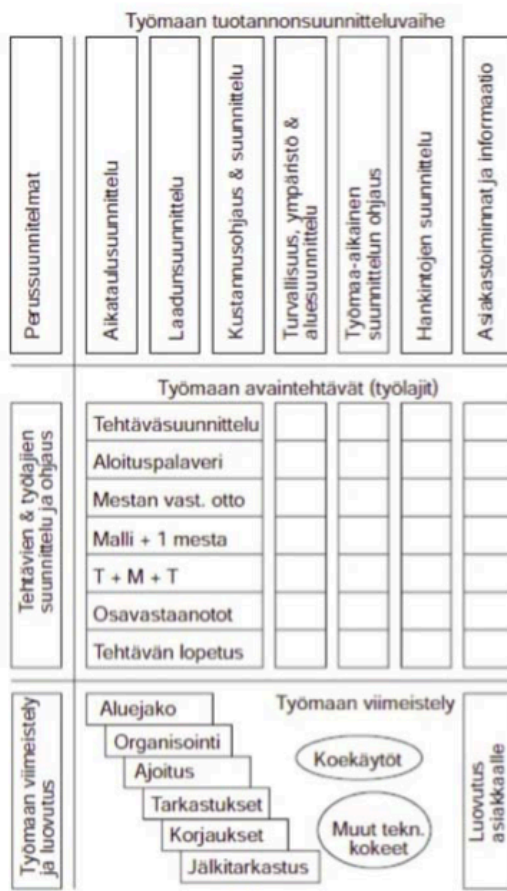 Työmaan tuotannonsuunnitteluvaihe
Perussuunnitelmat
Aikataulusuunnittelu
Laadunsuunnittelu
Kustannusohjaus & suunnittelu
Turvallisuus, ympäristö &
aluesuunnittelu
Työmaa-aikainen
suunnittelun ohjaus
Hankintojen suunnittelu
Asiakastoiminnat ja informaatio
Työmaan avaintehtävät (työlajit)
Tehtävien & työlajien
suunnittelu ja ohjaus
Tehtäväsuunnittelu
Aloituspalaveri
Mestan vast. otto
Malli + 1 mesta
T + M + T
Osavastaanotot
Tehtävän lopetus
Työmaan viimeistely
ja luovutus
Työmaan viimeistely
Aluejako
Organisointi
Ajoitus
Tarkastukset
Korjaukset
Jälkitarkastus
Koekäytöt
Muut tekn.
kokeet
Luovutus
asiakkaalle